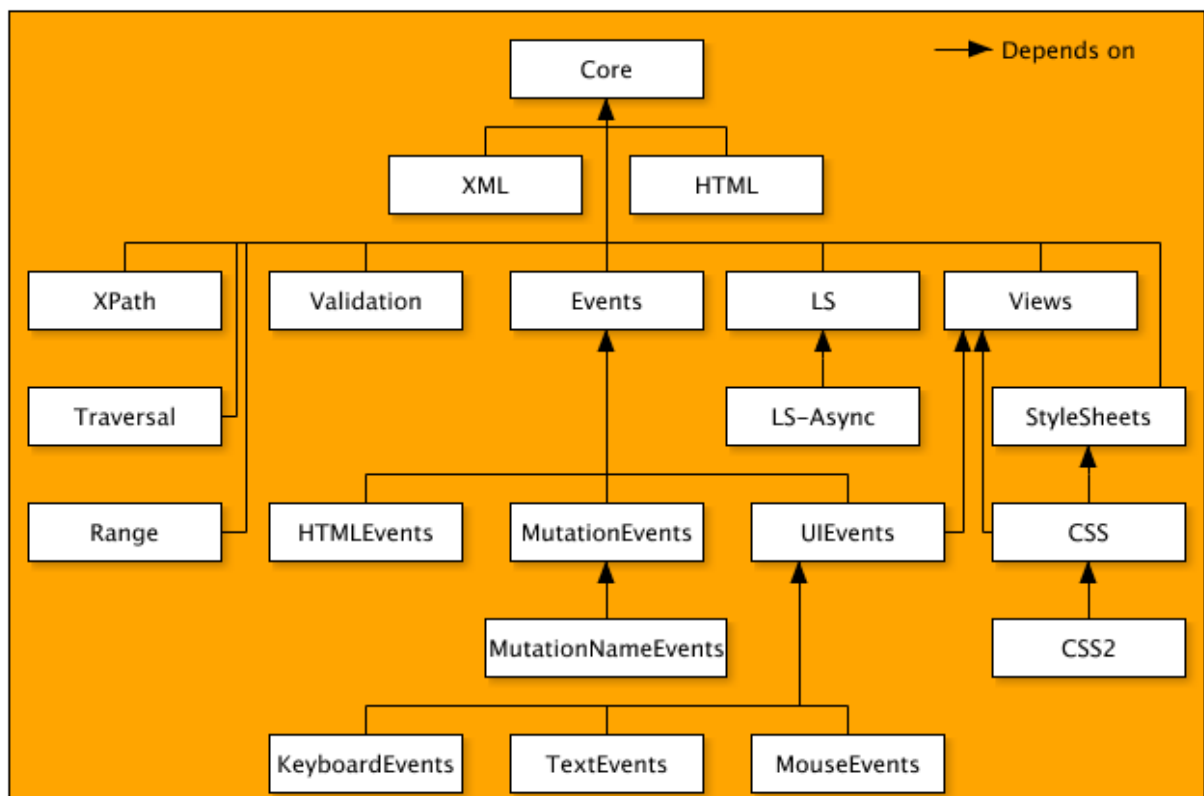 Core
Depends on
XML
HTML
XPath
Validation
Events
LS
Views
Traversal
LS-Async
StyleSheets
Range
HTMLEvents
MutationEvents
UIEvents
CSS
MutationNameEvents
CSS2
KeyboardEvents
TextEvents
MouseEvents